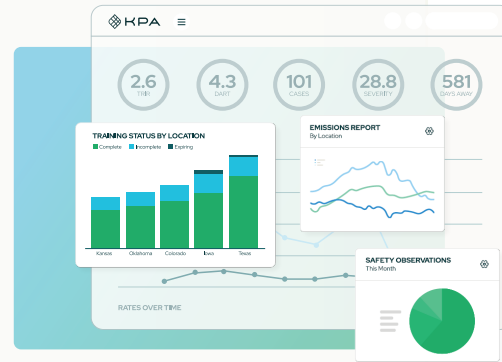 KPA
2.6
TRIR
4.3
DART
101
CASES
28.8
SEVERITY
581
DAYS AWAY
TRAINING STATUS BY LOCATION
Complete Incomplete Expiring
Kansas Oklahoma Colorado Iowa Texas
EMISSIONS REPORT
By Location
RATES OVER TIME
SAFETY OBSERVATIONS
This Month